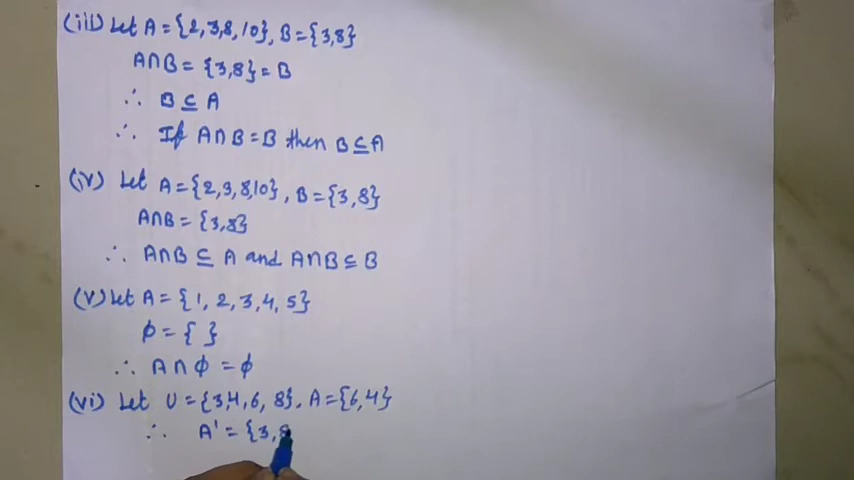 (iii) Let A = {2,3,8,10}, B = {3,8}
A∩B = {3,8} = B
∴ B ⊆ A
∴ If A∩B = B then B ⊆ A
(iv) Let A = {2,3,8,10}, B = {3,8}
A∩B = {3,8}
∴ A∩B ⊆ A and A∩B ⊆ B
(v) Let A = {1, 2, 3, 4, 5}
ϕ = { }
∴ A ∩ ϕ = ϕ
(vi) Let U = {3,4,6, 8}. A = {6,4}
∴ A' = {3,8